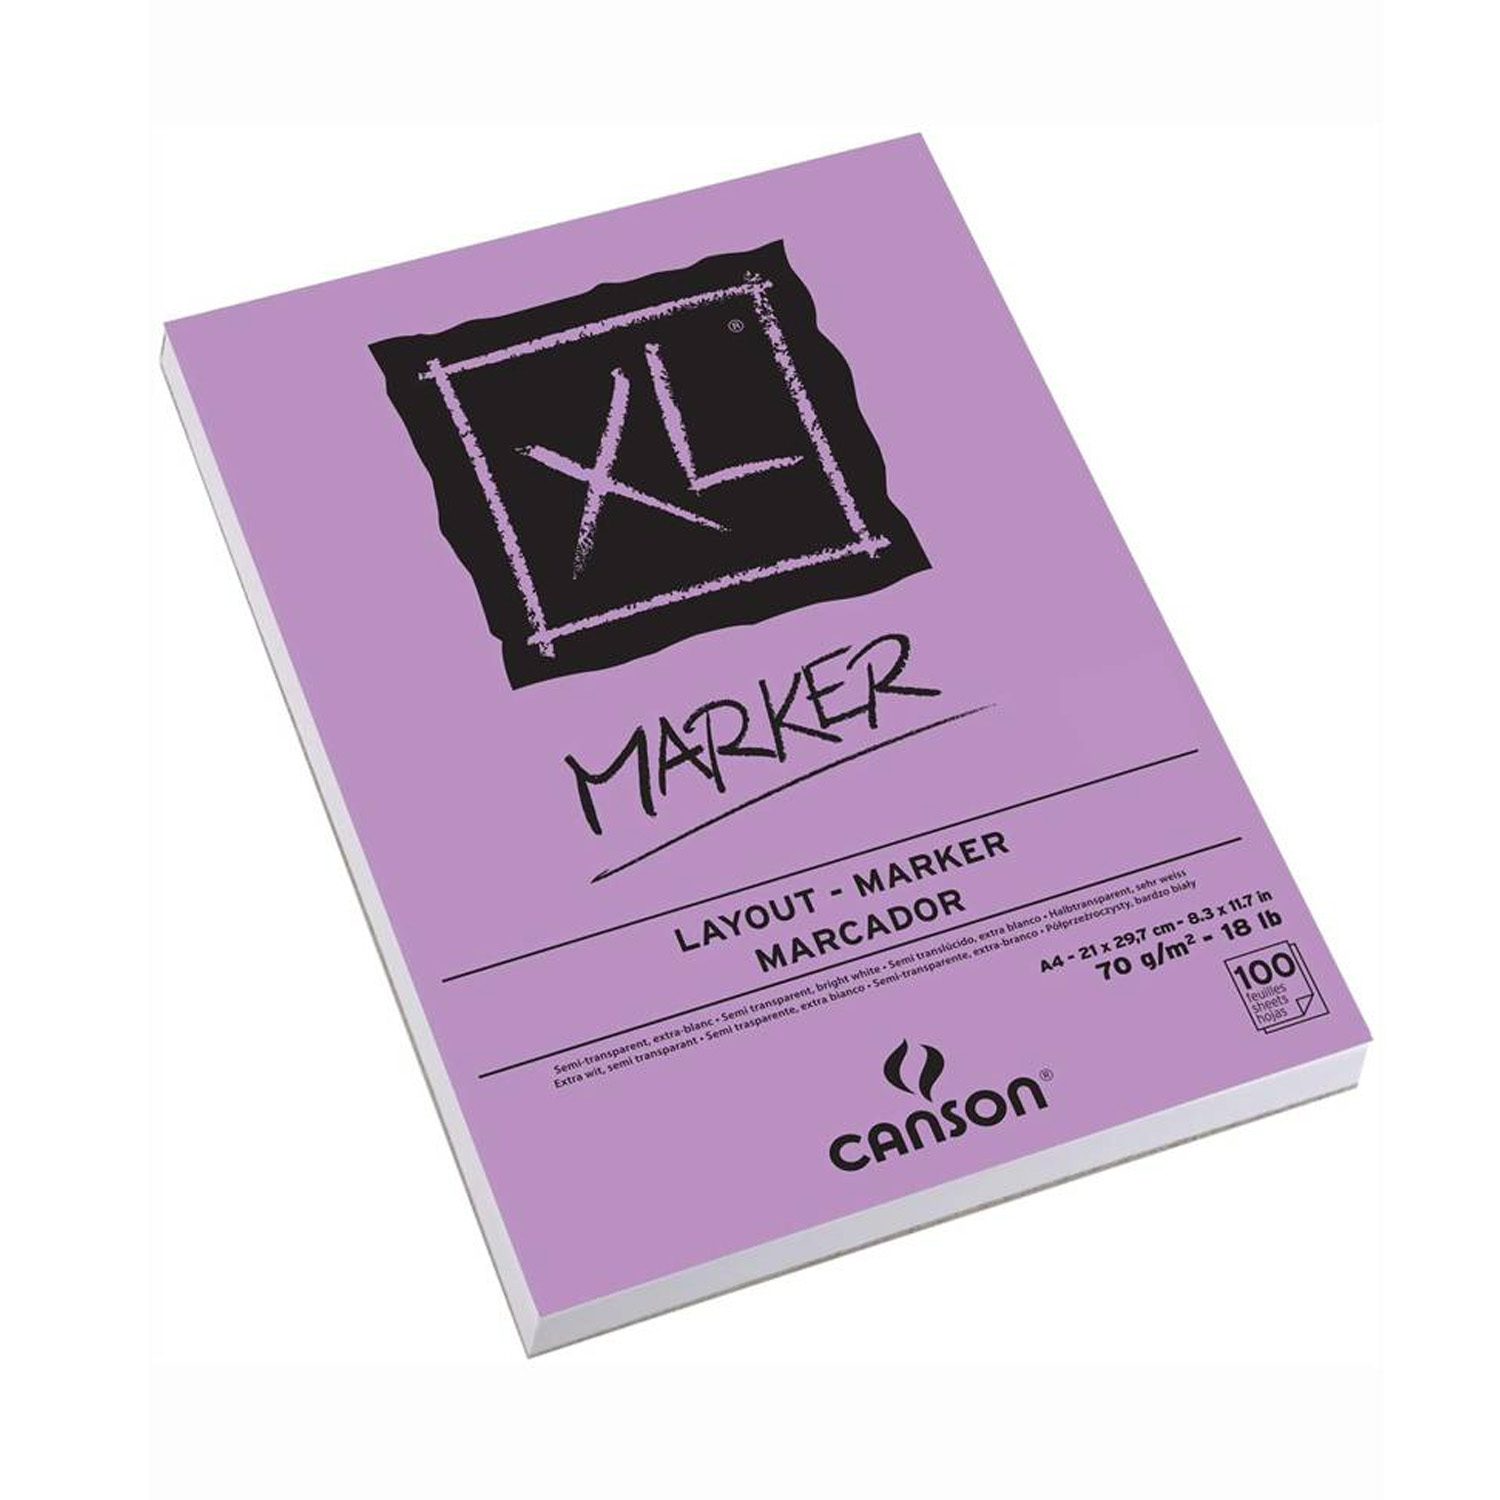 XL®
MARKER
LAYOUT - MARKER
MARCADOR
Semi-transparent, extra-blanc • Semi transparent, bright white • Semi translúcido, extra blanco • Halbtransparent, sehr weiss
Extra wit, semi transparant • Semi trasparente, extra bianco • Semi-transparente, extra-branco • Półprzeźroczysty, bardzo biały
A4 - 21 x 29,7 cm - 8.3 x 11.7 in
70 g/m² - 18 lb
100
feuilles
sheets
hojas
CANSON®